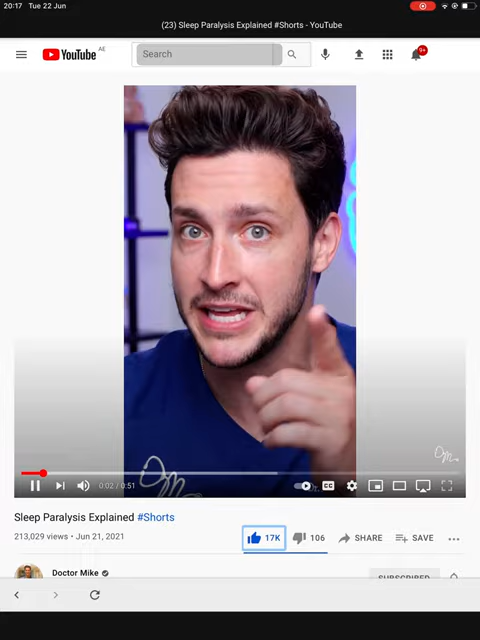 20:17 Tue 22 Jun
(23) Sleep Paralysis Explained #Shorts - YouTube
YouTube AE
Search
9+
0:02 / 0:51
CC
Sleep Paralysis Explained #Shorts
213,029 views • Jun 21, 2021
17K 106 SHARE SAVE
Doctor Mike
SUBSCRIBED